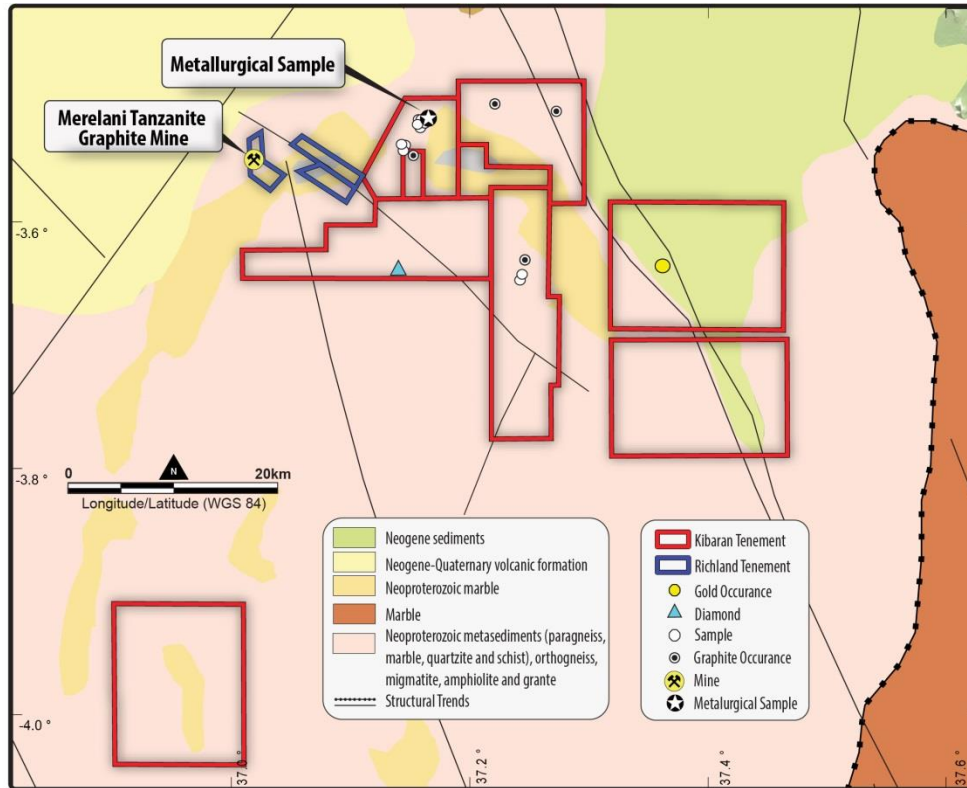 Metallurgical Sample
Merelani Tanzanite
Graphite Mine
-3.6 °
-3.8 °
-4.0 °
N
0 20km
Longitude/Latitude (WGS 84)
Neogene sediments
Neogene-Quaternary volcanic formation
Neoproterozoic marble
Marble
Neoproterozoic metasediments (paragneiss,
marble, quartzite and schist), orthogneiss,
migmatite, amphiolite and grante
Structural Trends
Kibaran Tenement
Richland Tenement
Gold Occurance
Diamond
Sample
Graphite Occurance
Mine
Metalurgical Sample
37.0 °
37.2 °
37.4 °
37.6 °